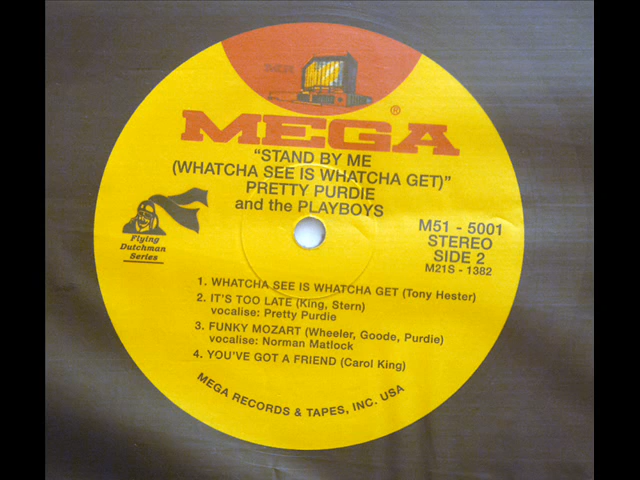 MEGA
MEGA®
"STAND BY ME
(WHATCHA SEE IS WHATCHA GET)"
PRETTY PURDIE
and the PLAYBOYS
Flying
Dutchman
Series
M51 - 5001
STEREO
SIDE 2
M21S - 1382
1. WHATCHA SEE IS WHATCHA GET (Tony Hester)
2. IT'S TOO LATE (King, Stern)
vocalise: Pretty Purdie
3. FUNKY MOZART (Wheeler, Goode, Purdie)
vocalise: Norman Matlock
4. YOU'VE GOT A FRIEND (Carol King)
MEGA RECORDS & TAPES, INC. USA